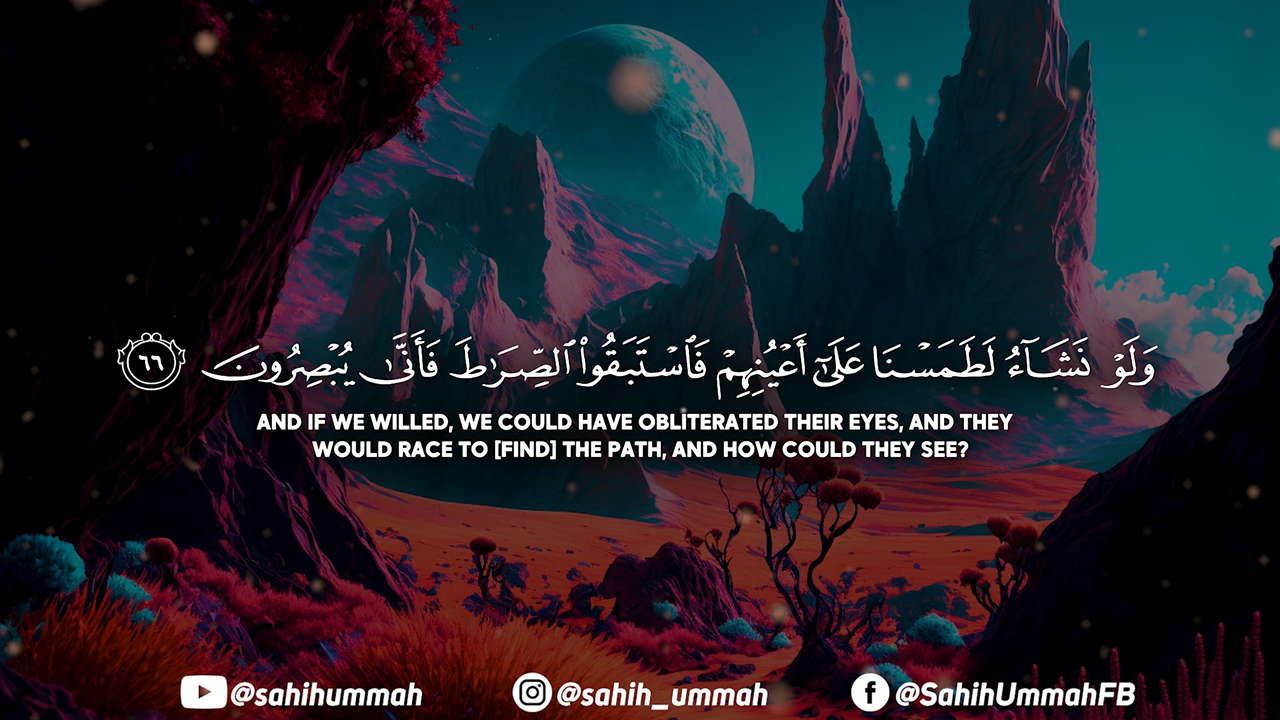 وَلَوْ نَشَآءُ لَطَمَسْنَا عَلَىٰٓ أَعْيُنِهِمْ فَٱسْتَبَقُوا۟ ٱلصِّرَٰطَ فَأَنَّىٰ يُبْصِرُونَ ٦٦
AND IF WE WILLED, WE COULD HAVE OBLITERATED THEIR EYES, AND THEY
WOULD RACE TO [FIND] THE PATH, AND HOW COULD THEY SEE?
@sahihummah @sahih_ummah @SahihUmmahFB